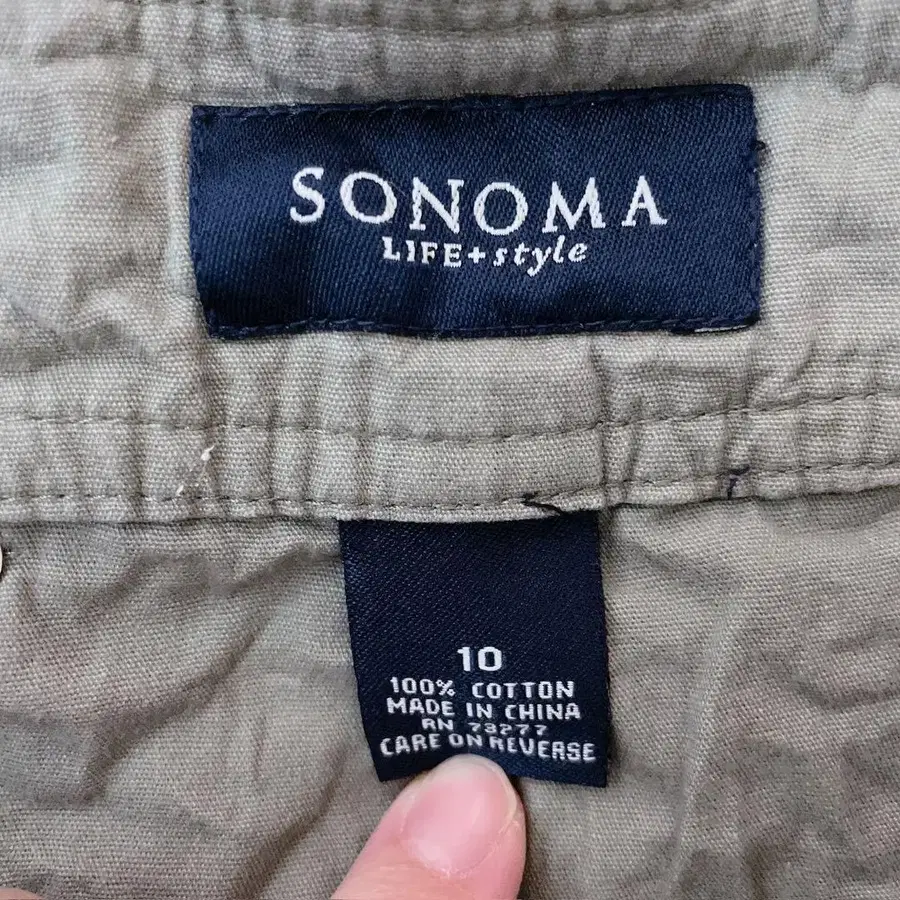 SONOMA
LIFE+style
10
100% COTTON
MADE IN CHINA
RN 73277
CARE ON REVERSE